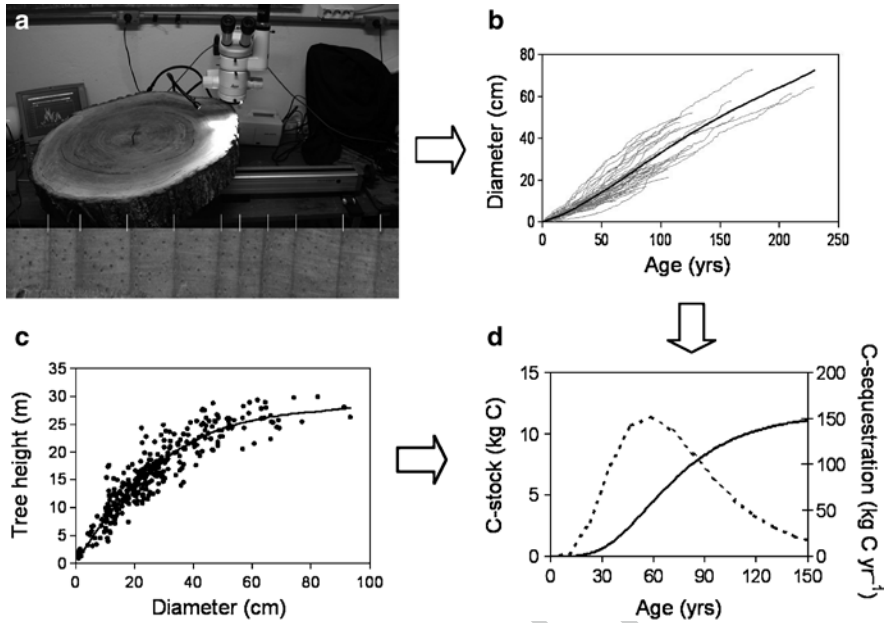 a
b
80
60
40
20
0
0 50 100 150 200 250
Diameter (cm)
Age (yrs)
c
35
30
25
20
15
10
5
0
0 20 40 60 80 100
Tree height (m)
Diameter (cm)
d
15
10
5
0
200
150
100
50
0
0 30 60 90 120 150
C-stock (kg C)
C-sequestration (kg C yr⁻¹)
Age (yrs)